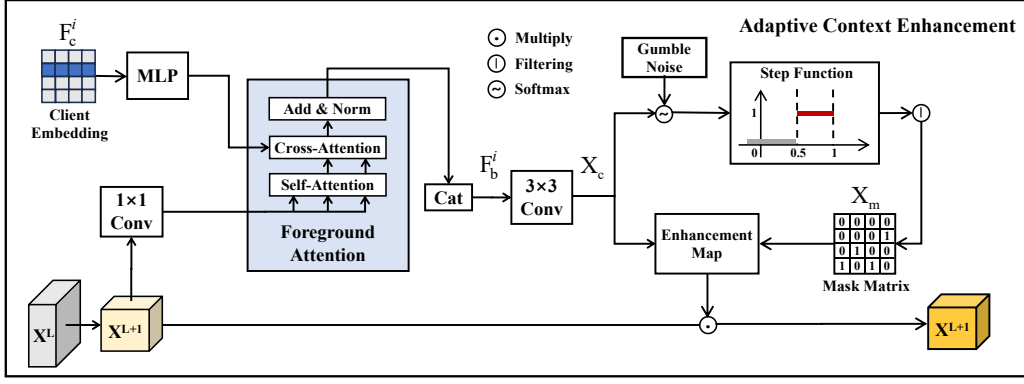 Adaptive Context Enhancement
F_c^i
Client
Embedding
MLP
Add & Norm
Cross-Attention
Self-Attention
Foreground
Attention
1×1
Conv
X^L
X^{L+1}
Cat
F_b^i
3×3
Conv
X_c
Multiply
Filtering
Softmax
Gumble
Noise
~
Step Function
1
0 0.5 1
X_m
0 0 0 0
0 0 0 1
0 1 0 0
1 0 1 0
Mask Matrix
Enhancement
Map
X^{L+1}